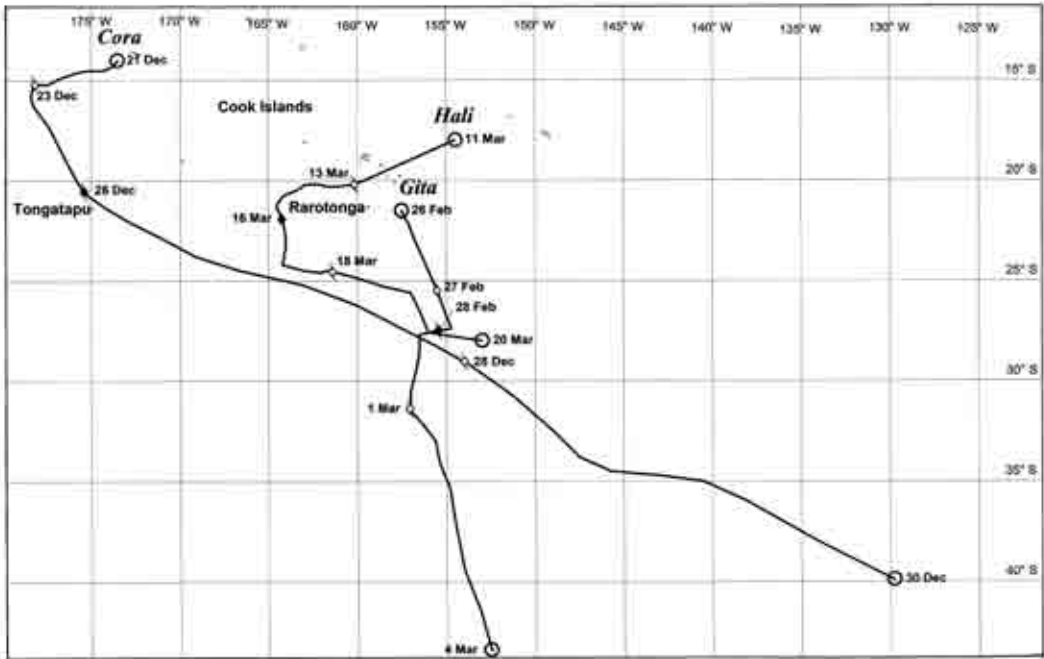 175° W 170° W 165° W 160° W 155° W 150° W 145° W 140° W 135° W 130° W 125° W
Cora
21 Dec
15° S
23 Dec
Cook Islands
Hali
11 Mar
13 Mar
20° S
26 Dec
Gita
Tongatapu
Rarotonga
26 Feb
16 Mar
18 Mar
25° S
27 Feb
28 Feb
20 Mar
28 Dec
30° S
1 Mar
35° S
40° S
30 Dec
4 Mar